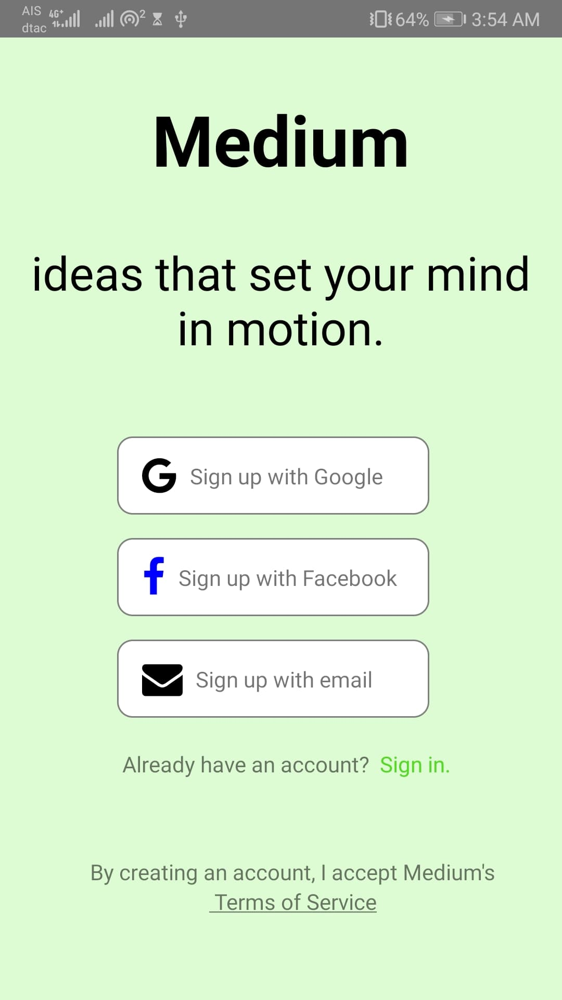 AIS 4G+ 2 64% 3:54 AM
dtac
Medium
ideas that set your mind
in motion.
G Sign up with Google
f Sign up with Facebook
Sign up with email
Already have an account? Sign in.
By creating an account, I accept Medium's
Terms of Service